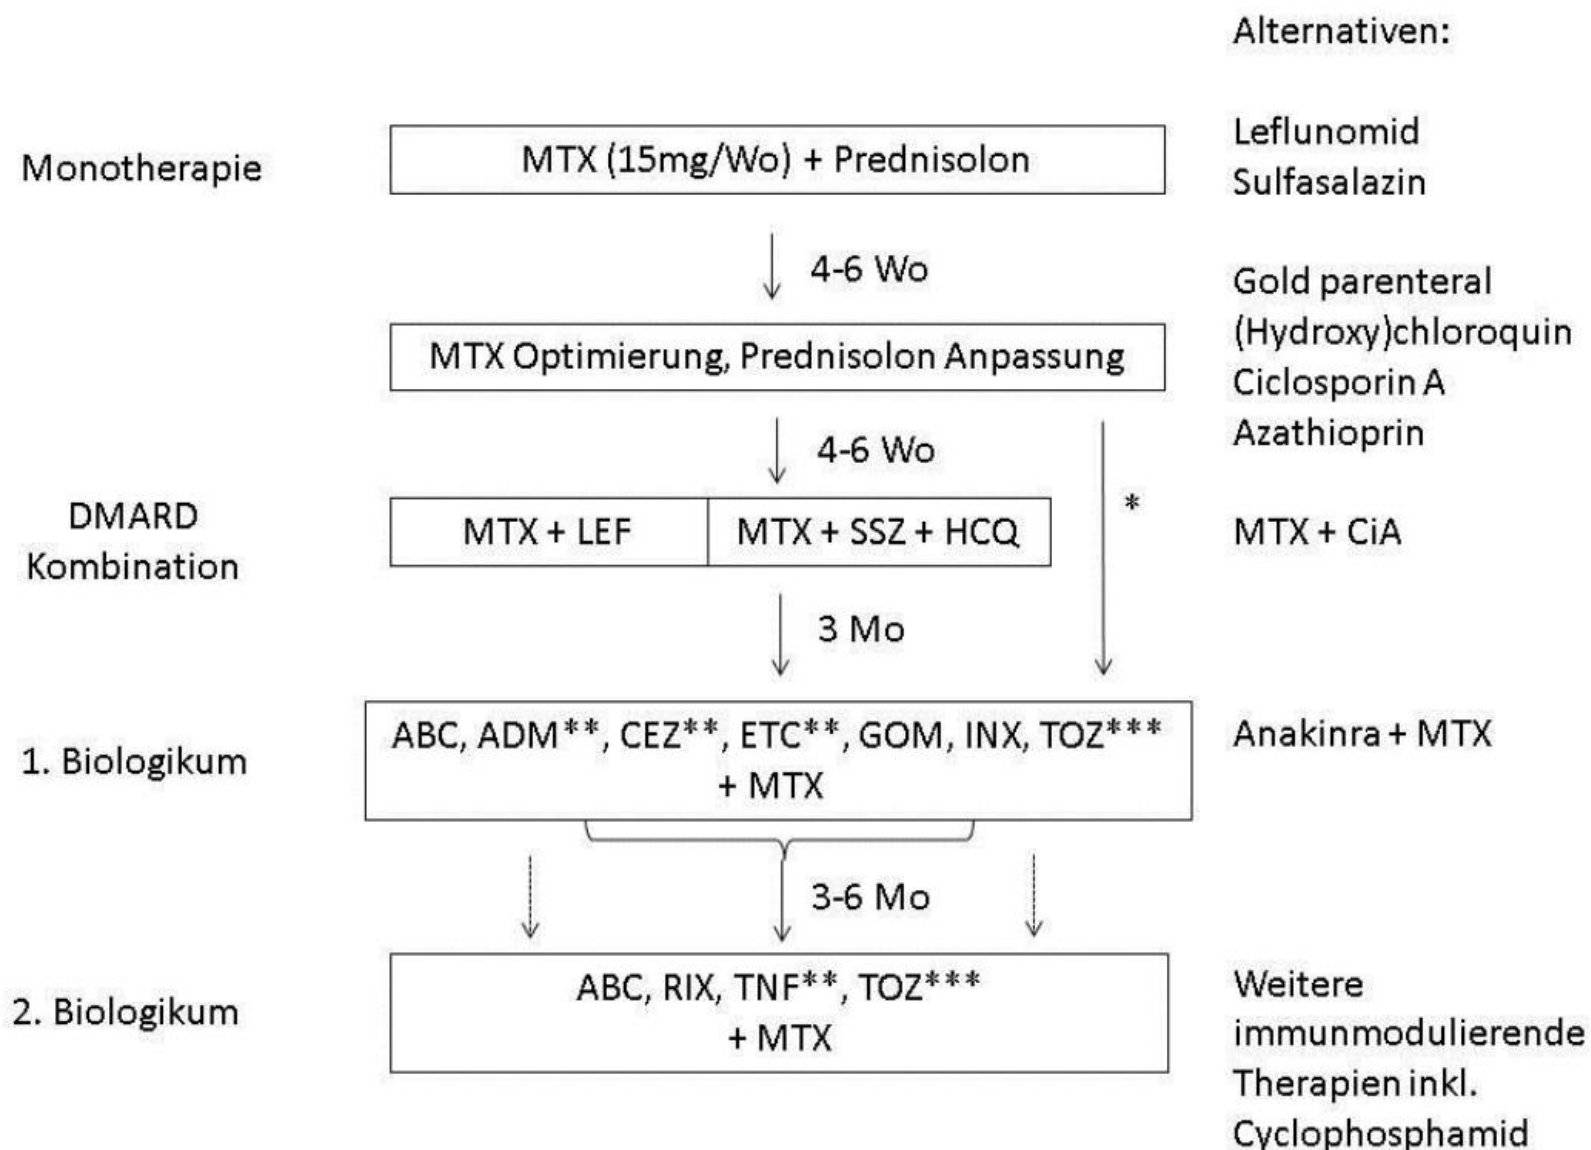 Alternativen:
Monotherapie
MTX (15mg/Wo) + Prednisolon
Leflunomid
Sulfasalazin
4-6 Wo
MTX Optimierung, Prednisolon Anpassung
Gold parenteral
(Hydroxy)chloroquin
Ciclosporin A
Azathioprin
4-6 Wo
*
DMARD
Kombination
MTX + LEF
MTX + SSZ + HCQ
MTX + CiA
3 Mo
1. Biologikum
ABC, ADM**, CEZ**, ETC**, GOM, INX, TOZ***
+ MTX
Anakinra + MTX
3-6 Mo
2. Biologikum
ABC, RIX, TNF**, TOZ***
+ MTX
Weitere
immunmodulierende
Therapien inkl.
Cyclophosphamid